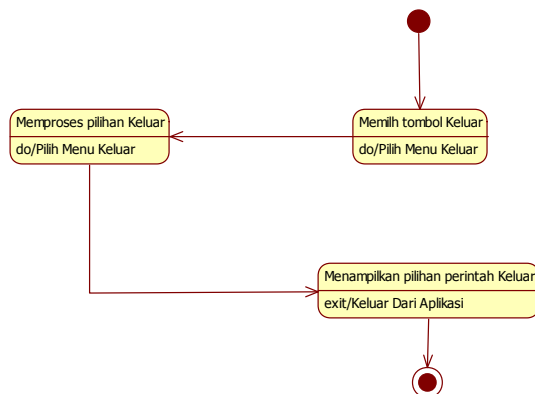 Memproses pilihan Keluar
do/Pilih Menu Keluar
Memilh tombol Keluar
do/Pilih Menu Keluar
Menampilkan pilihan perintah Keluar
exit/Keluar Dari Aplikasi